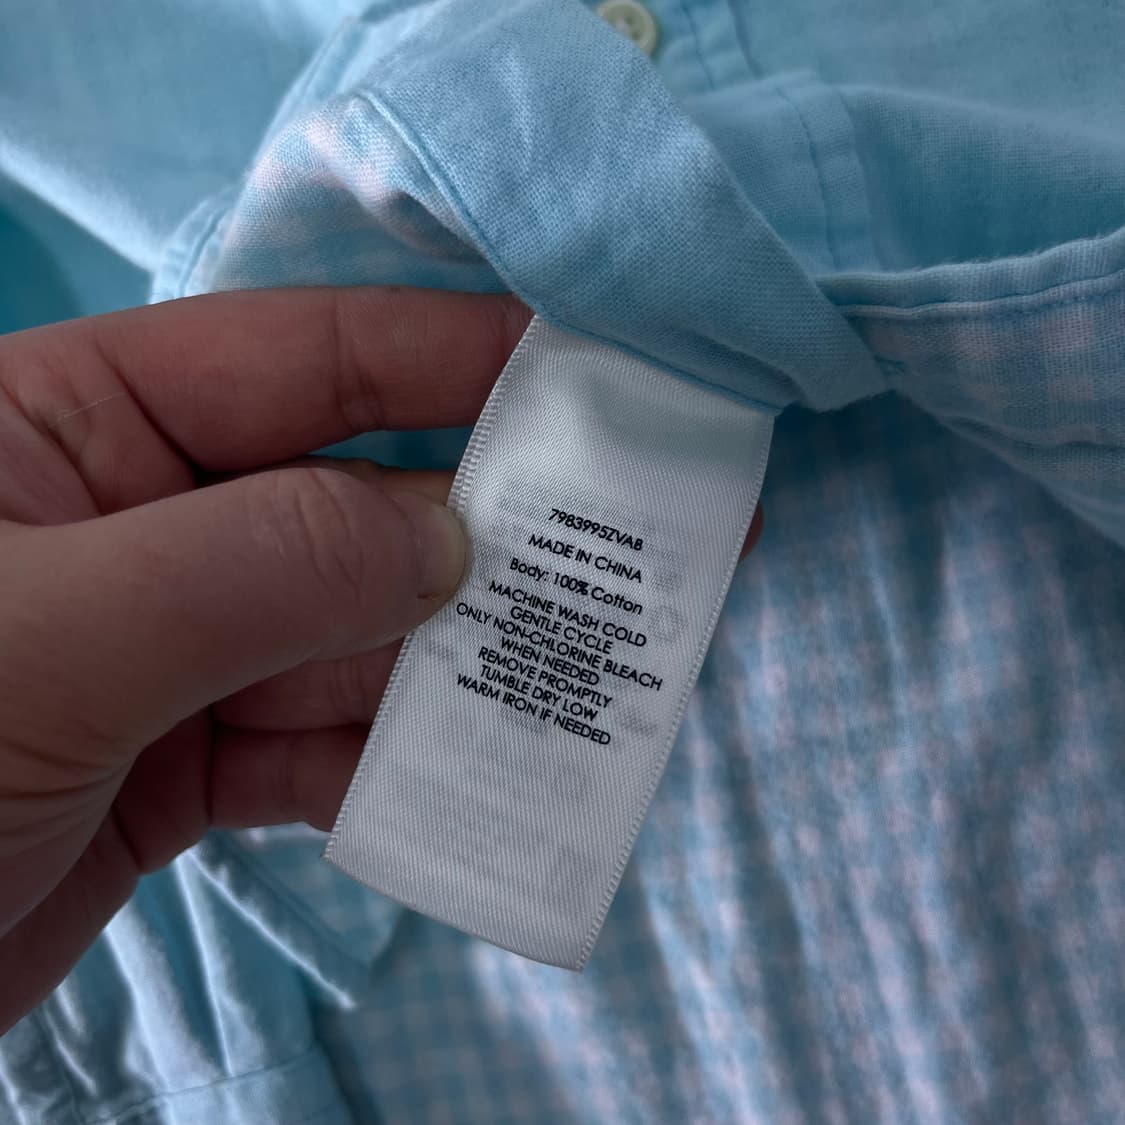 7983995ZVAB
MADE IN CHINA
Body: 100% Cotton
MACHINE WASH COLD
GENTLE CYCLE
ONLY NON-CHLORINE BLEACH
WHEN NEEDED
REMOVE PROMPTLY
TUMBLE DRY LOW
WARM IRON IF NEEDED